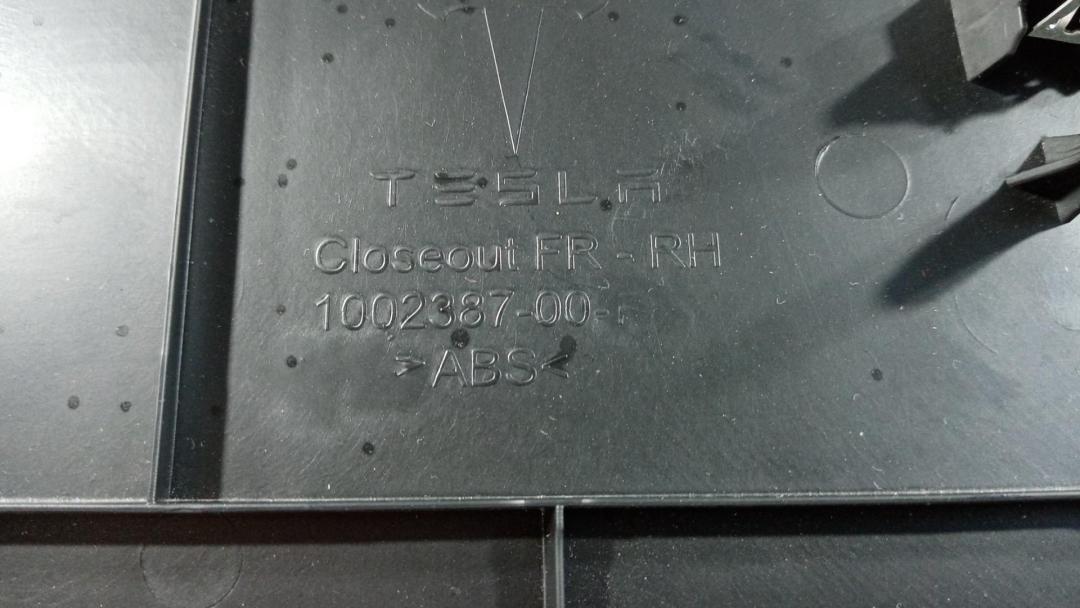 TESLA
Closeout FR - RH
1002387-00-
>ABS<